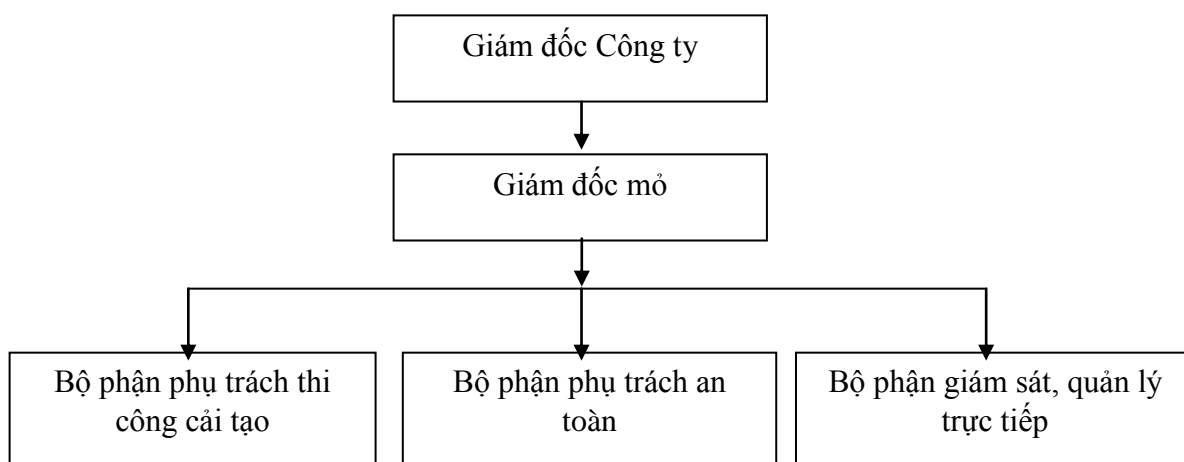 Giám đốc Công ty
Giám đốc mỏ
Bộ phận phụ trách thi
công cải tạo
Bộ phận phụ trách an
toàn
Bộ phận giám sát, quản lý
trực tiếp